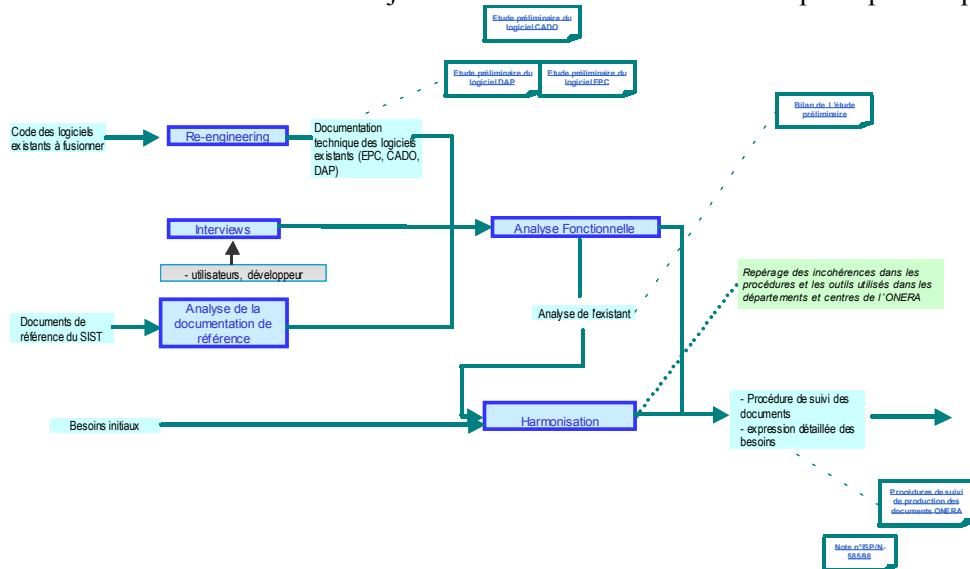 Etude préliminaire du
logiciel CADO
Etude préliminaire du
logiciel DAP
Etude préliminaire du
logiciel EPC
Bilan de L'étude
préliminaire
Code des logiciels
existants à fusionner
Re-engineering
Documentation
technique des logiciels
existants (EPC, CADO,
DAP)
Interviews
Analyse Fonctionnelle
- utilisateurs, développeur
Repérage des incohérences dans les
procédures et les outils utilisés dans les
départements et centres de l'ONERA
Documents de
référence du SIST
Analyse de la
documentation de
référence
Analyse de l'existant
Besoins initiaux
Harmonisation
- Procédure de suivi des
documents
- expression détaillée des
besoins
Procédures de suivi
de production des
documents ONERA
Note n°ISP/N-
585/98